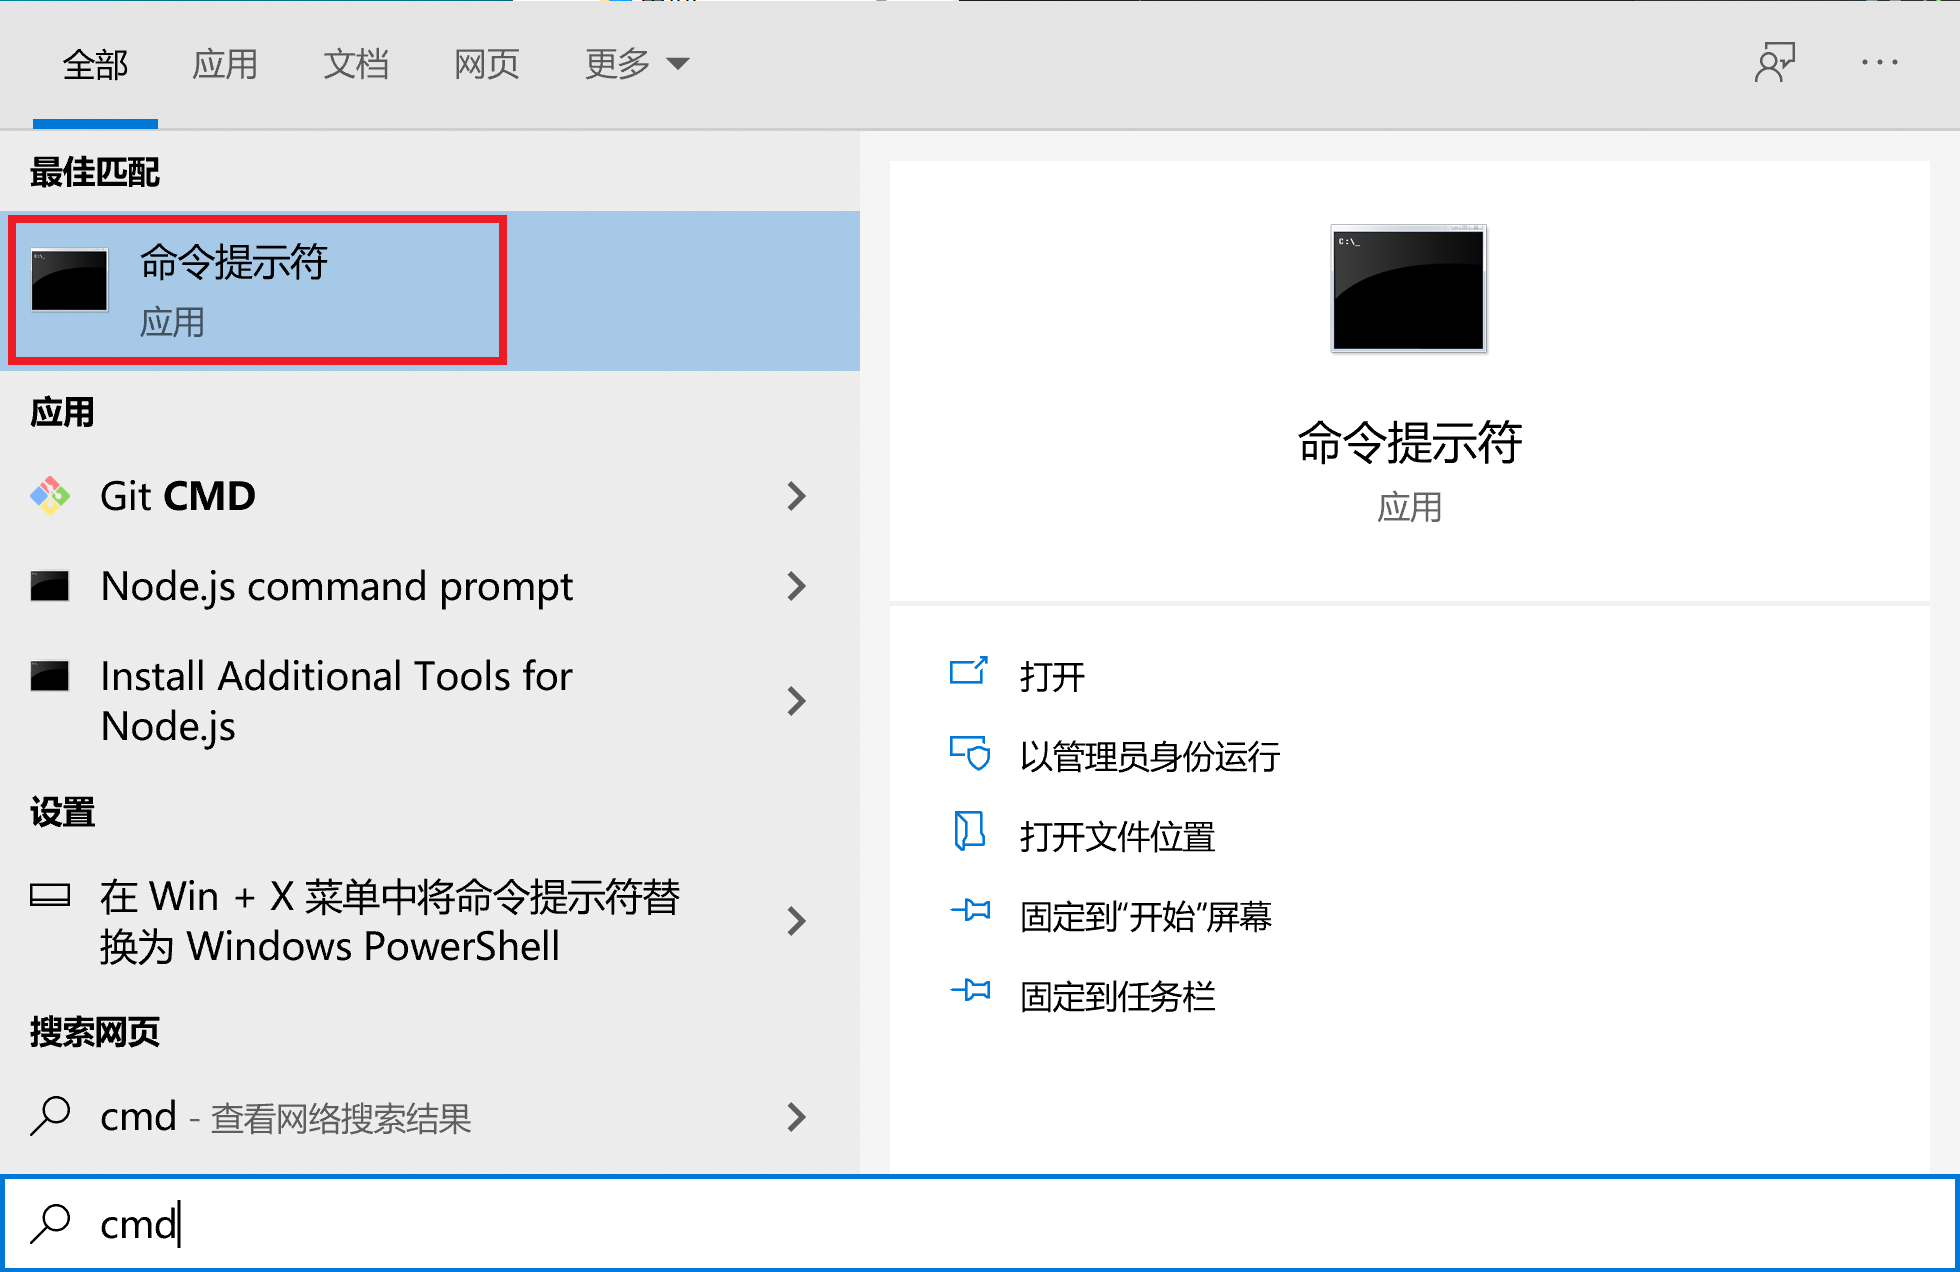 全部 应用 文档 网页 更多
最佳匹配
命令提示符
应用
应用
Git CMD
Node.js command prompt
Install Additional Tools for
Node.js
设置
在 Win + X 菜单中将命令提示符替
换为 Windows PowerShell
搜索网页
cmd - 查看网络搜索结果
C:\_
命令提示符
应用
打开
以管理员身份运行
打开文件位置
固定到“开始”屏幕
固定到任务栏
cmd